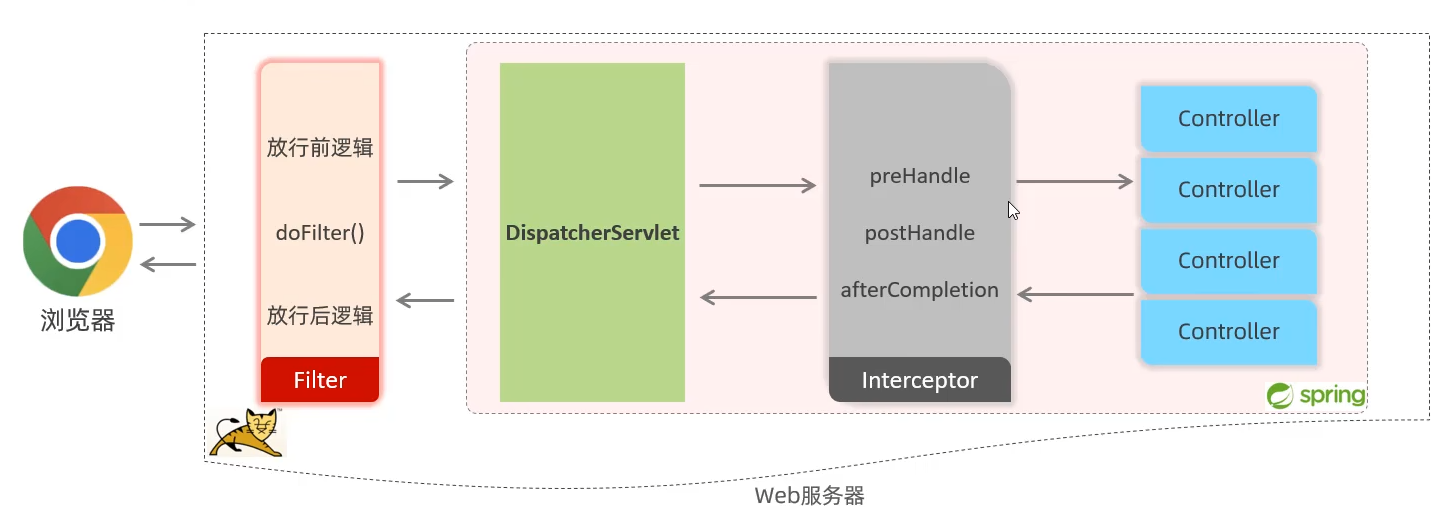 浏览器
放行前逻辑
doFilter()
放行后逻辑
Filter
DispatcherServlet
preHandle
postHandle
afterCompletion
Interceptor
Controller
Controller
Controller
Controller
spring
Web服务器